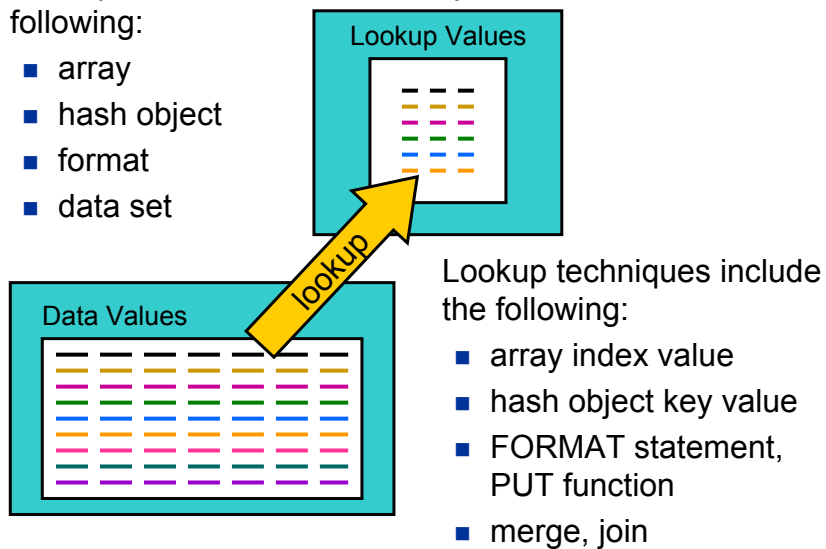 following:
array
hash object
format
data set
Lookup Values
lookup
Data Values
Lookup techniques include
the following:
array index value
hash object key value
FORMAT statement,
PUT function
merge, join